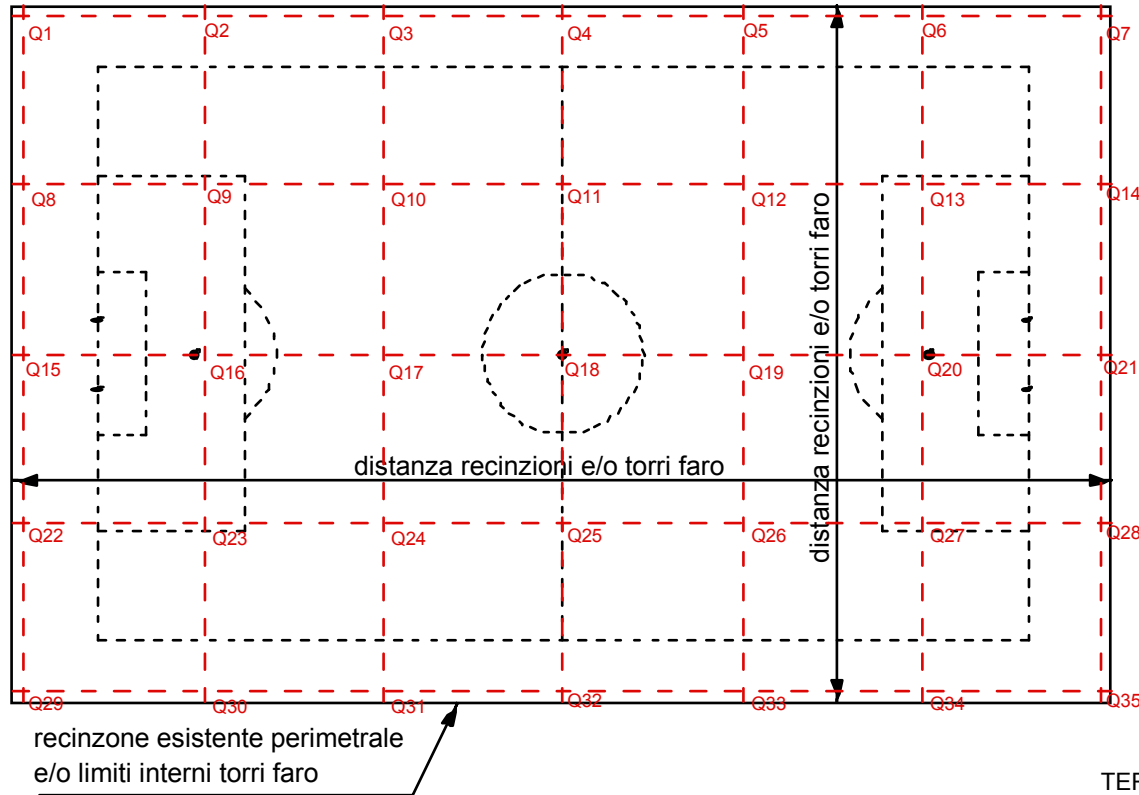 Q1 Q2 Q3 Q4 Q5 Q6 Q7
Q8 Q9 Q10 Q11 Q12 Q13 Q14
distanza recinzioni e/o torri faro
Q15 Q16 Q17 Q18 Q19 Q20 Q21
distanza recinzioni e/o torri faro
Q22 Q23 Q24 Q25 Q26 Q27 Q28
Q29 Q30 Q31 Q32 Q33 Q34 Q35
recinzone esistente perimetrale
e/o limiti interni torri faro